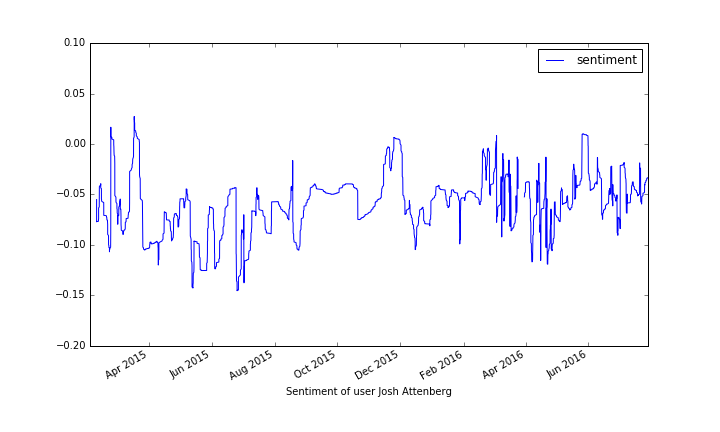 0.10
0.05
0.00
−0.05
−0.10
−0.15
−0.20
sentiment
Apr 2015
Jun 2015
Aug 2015
Oct 2015
Dec 2015
Feb 2016
Apr 2016
Jun 2016
Sentiment of user Josh Attenberg